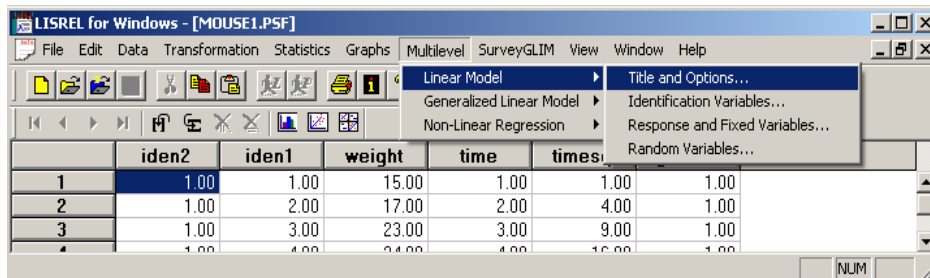 LISREL for Windows - [MOUSE1.PSF]
File Edit Data Transformation Statistics Graphs Multilevel SurveyGLIM View Window Help
Linear Model
Generalized Linear Model
Non-Linear Regression
Title and Options...
Identification Variables...
Response and Fixed Variables...
Random Variables...
iden2 iden1 weight time
1 1.00 1.00 15.00 1.00 1.00 1.00
2 1.00 2.00 17.00 2.00 4.00 1.00
3 1.00 3.00 23.00 3.00 9.00 1.00
NUM